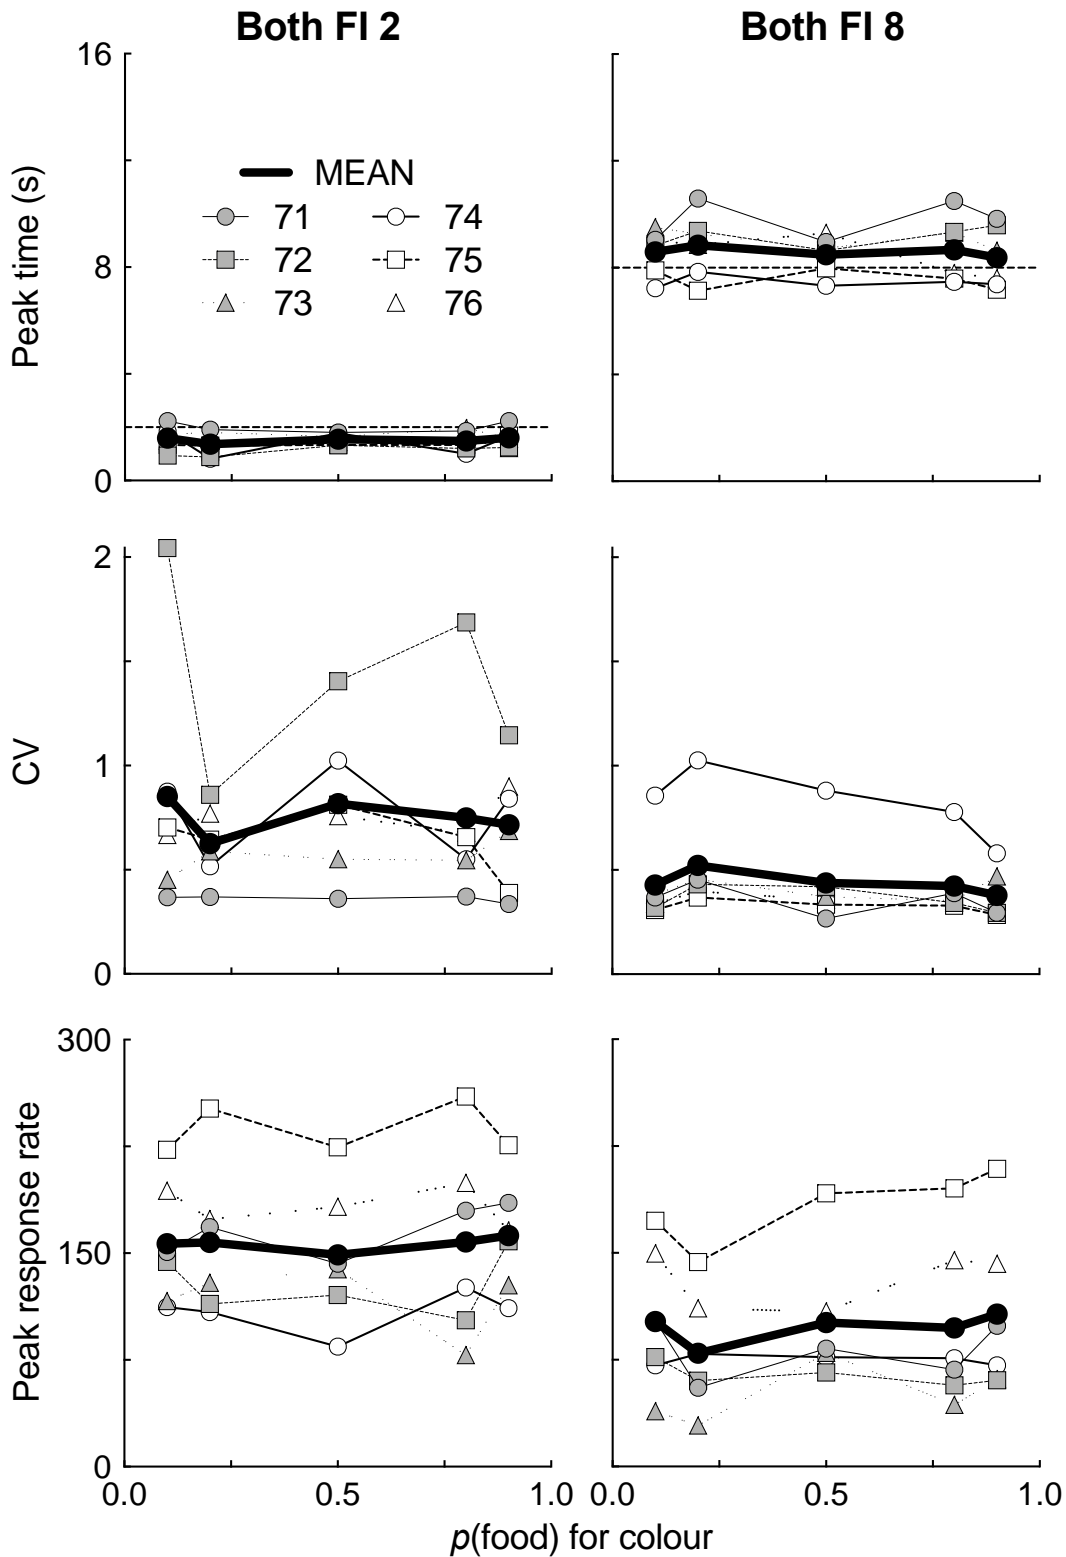 Both FI 2 Both FI 8
16
Peak time (s)
MEAN
71 74
8
72 75
73 76
0
2
CV
1
0
300
Peak response rate
150
0
0.0 0.5 1.0 0.0 0.5 1.0
p(food) for colour